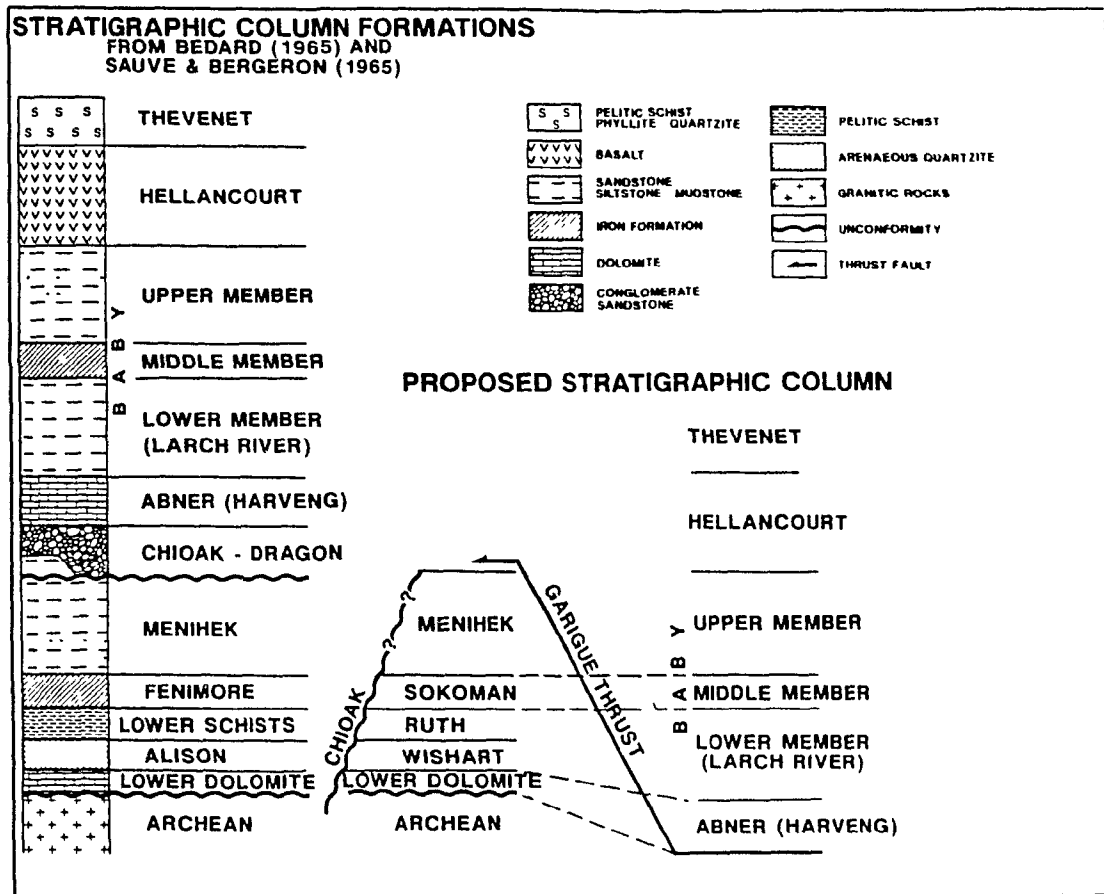 STRATIGRAPHIC COLUMN FORMATIONS
FROM BEDARD (1965) AND
SAUVE & BERGERON (1965)
S S S
S S S S
THEVENET
HELLANCOURT
UPPER MEMBER
MIDDLE MEMBER
LOWER MEMBER
(LARCH RIVER)
BABY
ABNER (HARVENG)
CHIOAK - DRAGON
MENIHEK
FENIMORE
LOWER SCHISTS
ALISON
LOWER DOLOMITE
ARCHEAN
S S
S
PELITIC SCHIST
PHYLLITE QUARTZITE
BASALT
SANDSTONE
SILTSTONE MUDSTONE
IRON FORMATION
DOLOMITE
CONGLOMERATE
SANDSTONE
PELITIC SCHIST
ARENAEOUS QUARTZITE
GRANITIC ROCKS
UNCONFORMITY
THRUST FAULT
PROPOSED STRATIGRAPHIC COLUMN
CHIOAK
?
?
MENIHEK
SOKOMAN
RUTH
WISHART
LOWER DOLOMITE
ARCHEAN
GARIGUE/THRUST
THEVENET
HELLANCOURT
BABY
UPPER MEMBER
MIDDLE MEMBER
LOWER MEMBER
(LARCH RIVER)
ABNER (HARVENG)